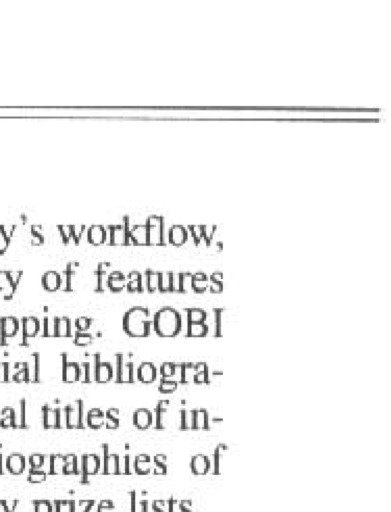 y's workflow,
ty of features
pping. GOBI
ial bibliogra-
al titles of in-
iographies of
y prize lists